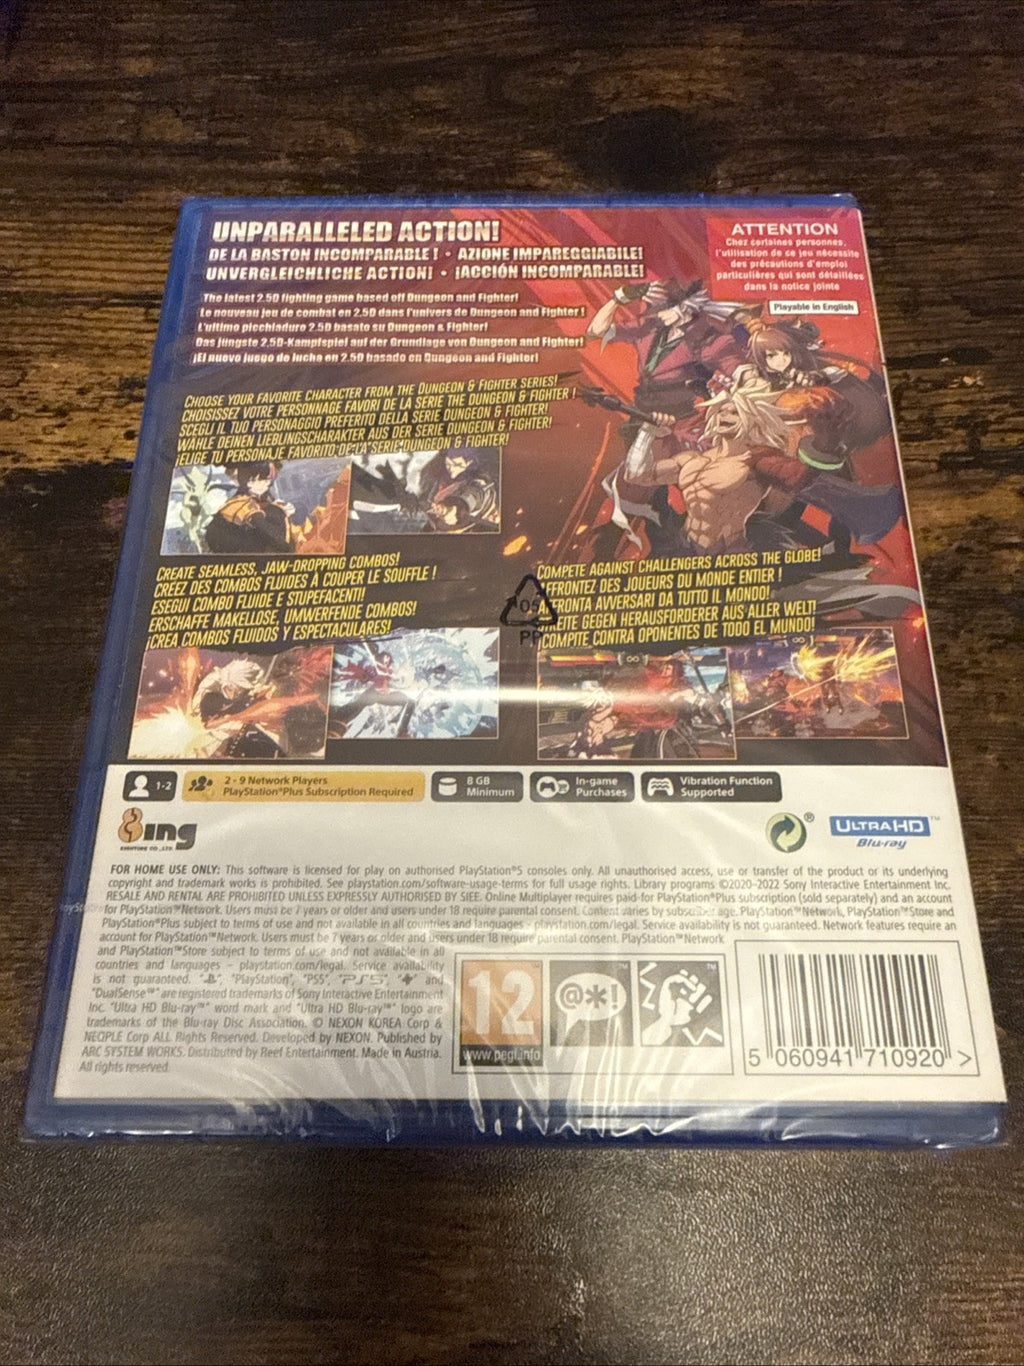 UNPARALLELED ACTION!
DE LA BASTON INCOMPARABLE ! • AZIONE IMPAREGGIABILE!
UNVERGLEICHLICHE ACTION! • ¡ACCIÓN INCOMPARABLE!
The latest 2.5D fighting game based off Dungeon and Fighter!
Le nouveau jeu de combat en 2.5D dans l'univers de Dungeon and Fighter !
L'ultimo picchiaduro 2.5D basato su Dungeon & Fighter!
Das jüngste 2,5D-Kampfspiel auf der Grundlage von Dungeon and Fighter!
¡El nuevo juego de lucha en 2.5D basado en Dungeon and Fighter!
ATTENTION
Chez certaines personnes,
l'utilisation de ce jeu nécessite
des précautions d'emploi
particulières qui sont détaillées
dans la notice jointe
Playable in English
CHOOSE YOUR FAVORITE CHARACTER FROM THE DUNGEON & FIGHTER SERIES!
CHOISISSEZ VOTRE PERSONNAGE FAVORI DE LA SERIE THE DUNGEON & FIGHTER !
SCEGLI IL TUO PERSONAGGIO PREFERITO DELLA SERIE DUNGEON & FIGHTER!
WÄHLE DEINEN LIEBLINGSCHARAKTER AUS DER SERIE DUNGEON & FIGHTER!
¡ELIGE TU PERSONAJE FAVORITO DE LA SERIE DUNGEON & FIGHTER!
CREATE SEAMLESS, JAW-DROPPING COMBOS!
CRÉEZ DES COMBOS FLUIDES À COUPER LE SOUFFLE !
ESEGUI COMBO FLUIDE E STUPEFACENTI!
ERSCHAFFE MAKELLOSE, UMWERFENDE COMBOS!
¡CREA COMBOS FLUIDOS Y ESPECTACULARES!
COMPETE AGAINST CHALLENGERS ACROSS THE GLOBE!
AFFRONTEZ DES JOUEURS DU MONDE ENTIER !
AFFRONTA AVVERSARI DA TUTTO IL MONDO!
STREITE GEGEN HERAUSFORDERER AUS ALLER WELT!
¡COMPITE CONTRA OPONENTES DE TODO EL MUNDO!
05
PP
1-2
2 - 9 Network Players
PlayStation®Plus Subscription Required
8 GB
Minimum
In-game
Purchases
Vibration Function
Supported
8ing
EIGHTING CO.,LTD.
®
ULTRA HD™
Blu-ray
FOR HOME USE ONLY: This software is licensed for play on authorised PlayStation®5 consoles only. All unauthorised access, use or transfer of the product or its underlying
copyright and trademark works is prohibited. See playstation.com/software-usage-terms for full usage rights. Library programs ©2020-2022 Sony Interactive Entertainment Inc.
RESALE AND RENTAL ARE PROHIBITED UNLESS EXPRESSLY AUTHORISED BY SIEE. Online Multiplayer requires paid-for PlayStation®Plus subscription (sold separately) and an account
for PlayStation™Network. Users must be 7 years or older and users under 18 require parental consent. Content varies by subscriber age. PlayStation™Network, PlayStation™Store and
PlayStation®Plus subject to terms of use and not available in all countries and languages – playstation.com/legal. Service availability is not guaranteed. Network features require an
account for PlayStation™Network. Users must be 7 years or older and users under 18 require parental consent. PlayStation™Network
and PlayStation™Store subject to terms of use and not available in all
countries and languages – playstation.com/legal. Service availability
is not guaranteed. "PlayStation", "PS5", and
"DualSense™" are registered trademarks of Sony Interactive Entertainment
Inc. "Ultra HD Blu-ray™" word mark and "Ultra HD Blu-ray™" logo are
trademarks of the Blu-ray Disc Association. © NEXON KOREA Corp &
NEOPLE Corp ALL Rights Reserved. Developed by NEXON. Published by
ARC SYSTEM WORKS. Distributed by Reef Entertainment. Made in Austria.
All rights reserved.
12
www.pegi.info
@*!
5 060941 710920 >